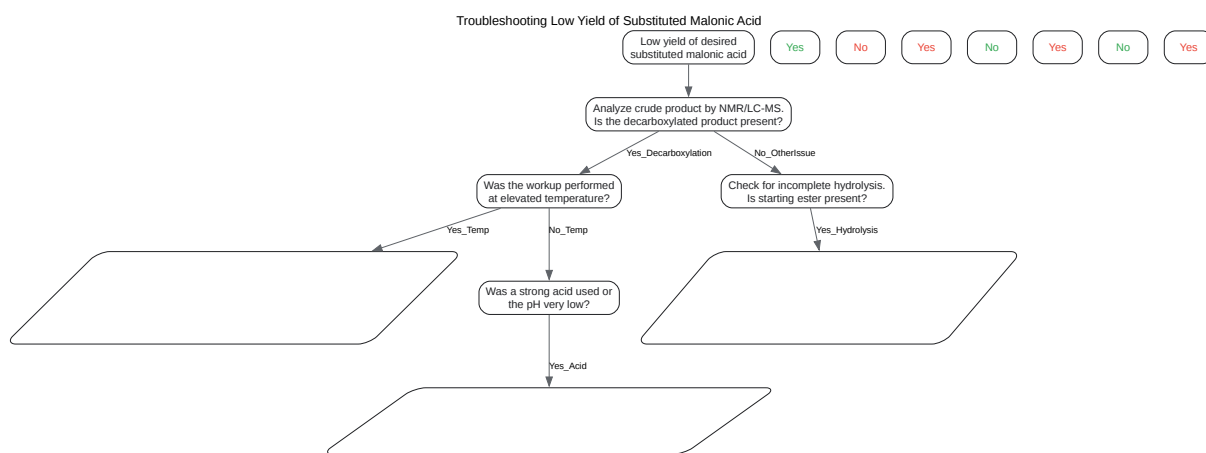 Troubleshooting Low Yield of Substituted Malonic Acid
Low yield of desired
substituted malonic acid
Yes
No
Yes
No
Yes
No
Yes
Analyze crude product by NMR/LC-MS.
Is the decarboxylated product present?
Yes_Decarboxylation
No_OtherIssue
Was the workup performed
at elevated temperature?
Check for incomplete hydrolysis.
Is starting ester present?
Yes_Temp
No_Temp
Yes_Hydrolysis
Was a strong acid used or
the pH very low?
Yes_Acid